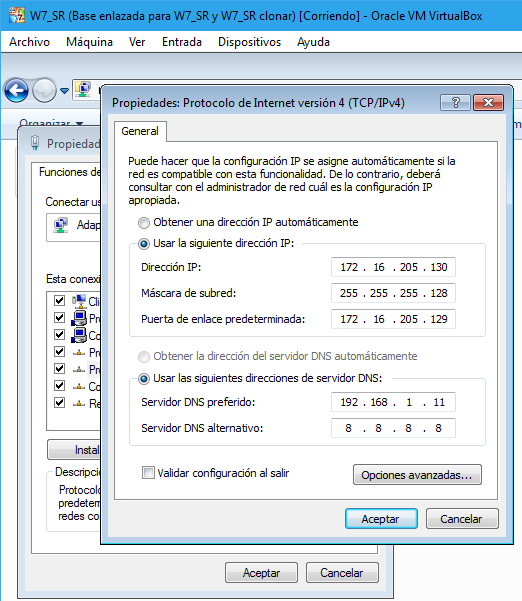 W7_SR (Base enlazada para W7_SR y W7_SR clonar) [Corriendo] - Oracle VM VirtualBox
Archivo Máquina Ver Entrada Dispositivos Ayuda
Organizar
Propiedades: Protocolo de Internet versión 4 (TCP/IPv4)
Propiedad
General
Funciones de
Puede hacer que la configuración IP se asigne automáticamente si la
red es compatible con esta funcionalidad. De lo contrario, deberá
consultar con el administrador de red cuál es la configuración IP
apropiada.
Conectar us
Adap
Obtener una dirección IP automáticamente
Usar la siguiente dirección IP:
Dirección IP: 172 . 16 . 205 . 130
Esta conexi
Máscara de subred: 255 . 255 . 255 . 128
Cli
Pr
Puerta de enlace predeterminada: 172 . 16 . 205 . 129
Co
Pr
Obtener la dirección del servidor DNS automáticamente
Pr
Usar las siguientes direcciones de servidor DNS:
Co
Re
Servidor DNS preferido: 192 . 168 . 1 . 11
Servidor DNS alternativo: 8 . 8 . 8 . 8
Instal
Descripci
Validar configuración al salir
Opciones avanzadas...
Protocolo
predetem
redes co
Aceptar Cancelar
Aceptar Cancelar